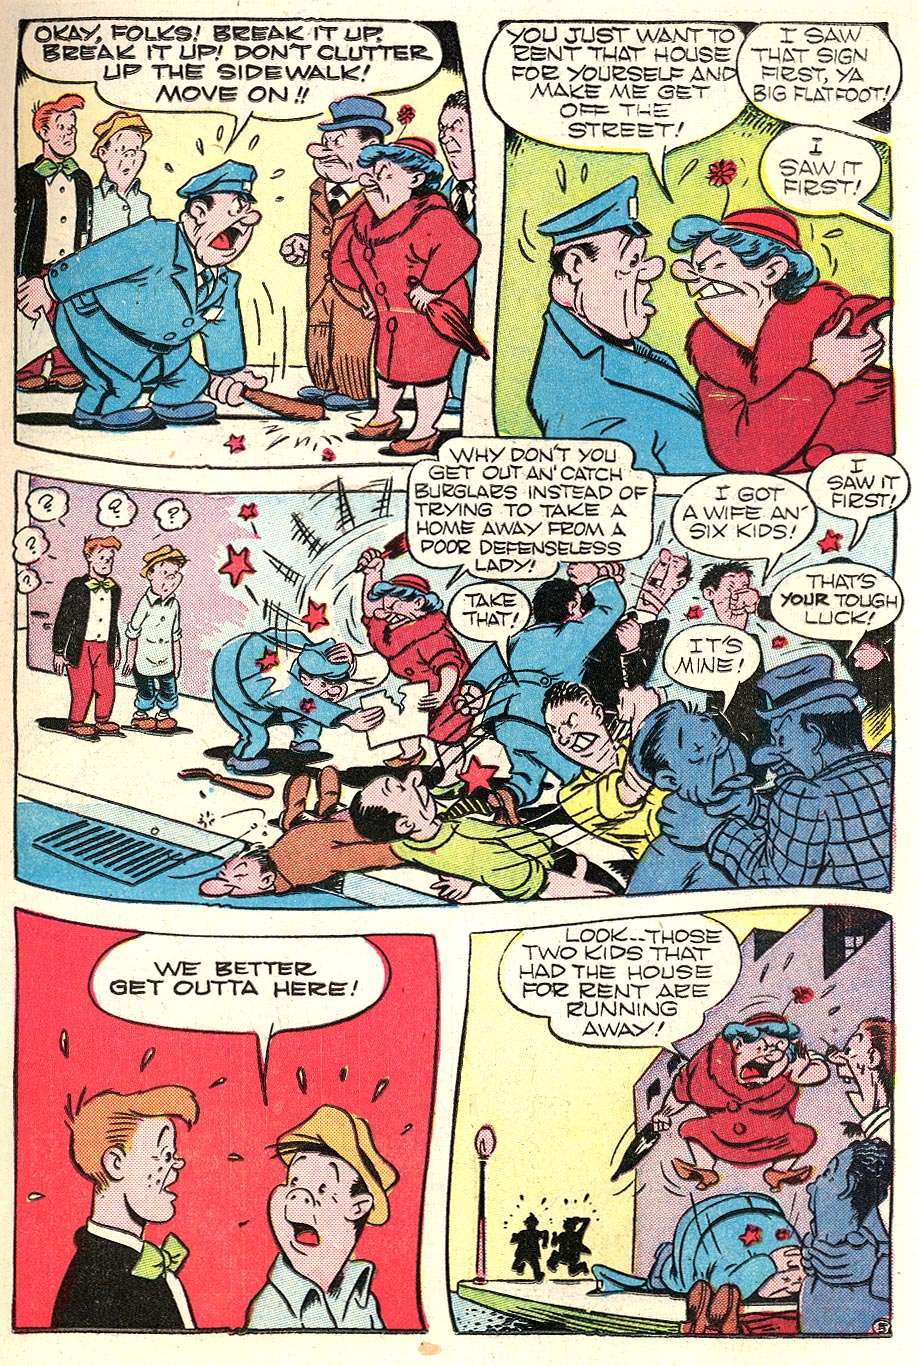 OKAY, FOLKS! BREAK IT UP.
BREAK IT UP! DON'T CLUTTER
UP THE SIDEWALK!
MOVE ON!!
YOU JUST WANT TO
RENT THAT HOUSE
FOR YOURSELF AND
MAKE ME GET
OFF THE
STREET!
I SAW
THAT SIGN
FIRST, YA
BIG FLATFOOT!
I
SAW IT
FIRST!
?
?
?
?
?
WHY DON'T YOU
GET OUT AN' CATCH
BURGLARS INSTEAD OF
TRYING TO TAKE A
HOME AWAY FROM A
POOR DEFENSELESS
LADY!
TAKE
THAT!
I GOT
A WIFE AN'
SIX KIDS!
I
SAW IT
FIRST!
IT'S
MINE!
THAT'S
YOUR TOUGH
LUCK!
WE BETTER
GET OUTTA HERE!
LOOK--THOSE
TWO KIDS THAT
HAD THE HOUSE
FOR RENT ARE
RUNNING
AWAY!
5